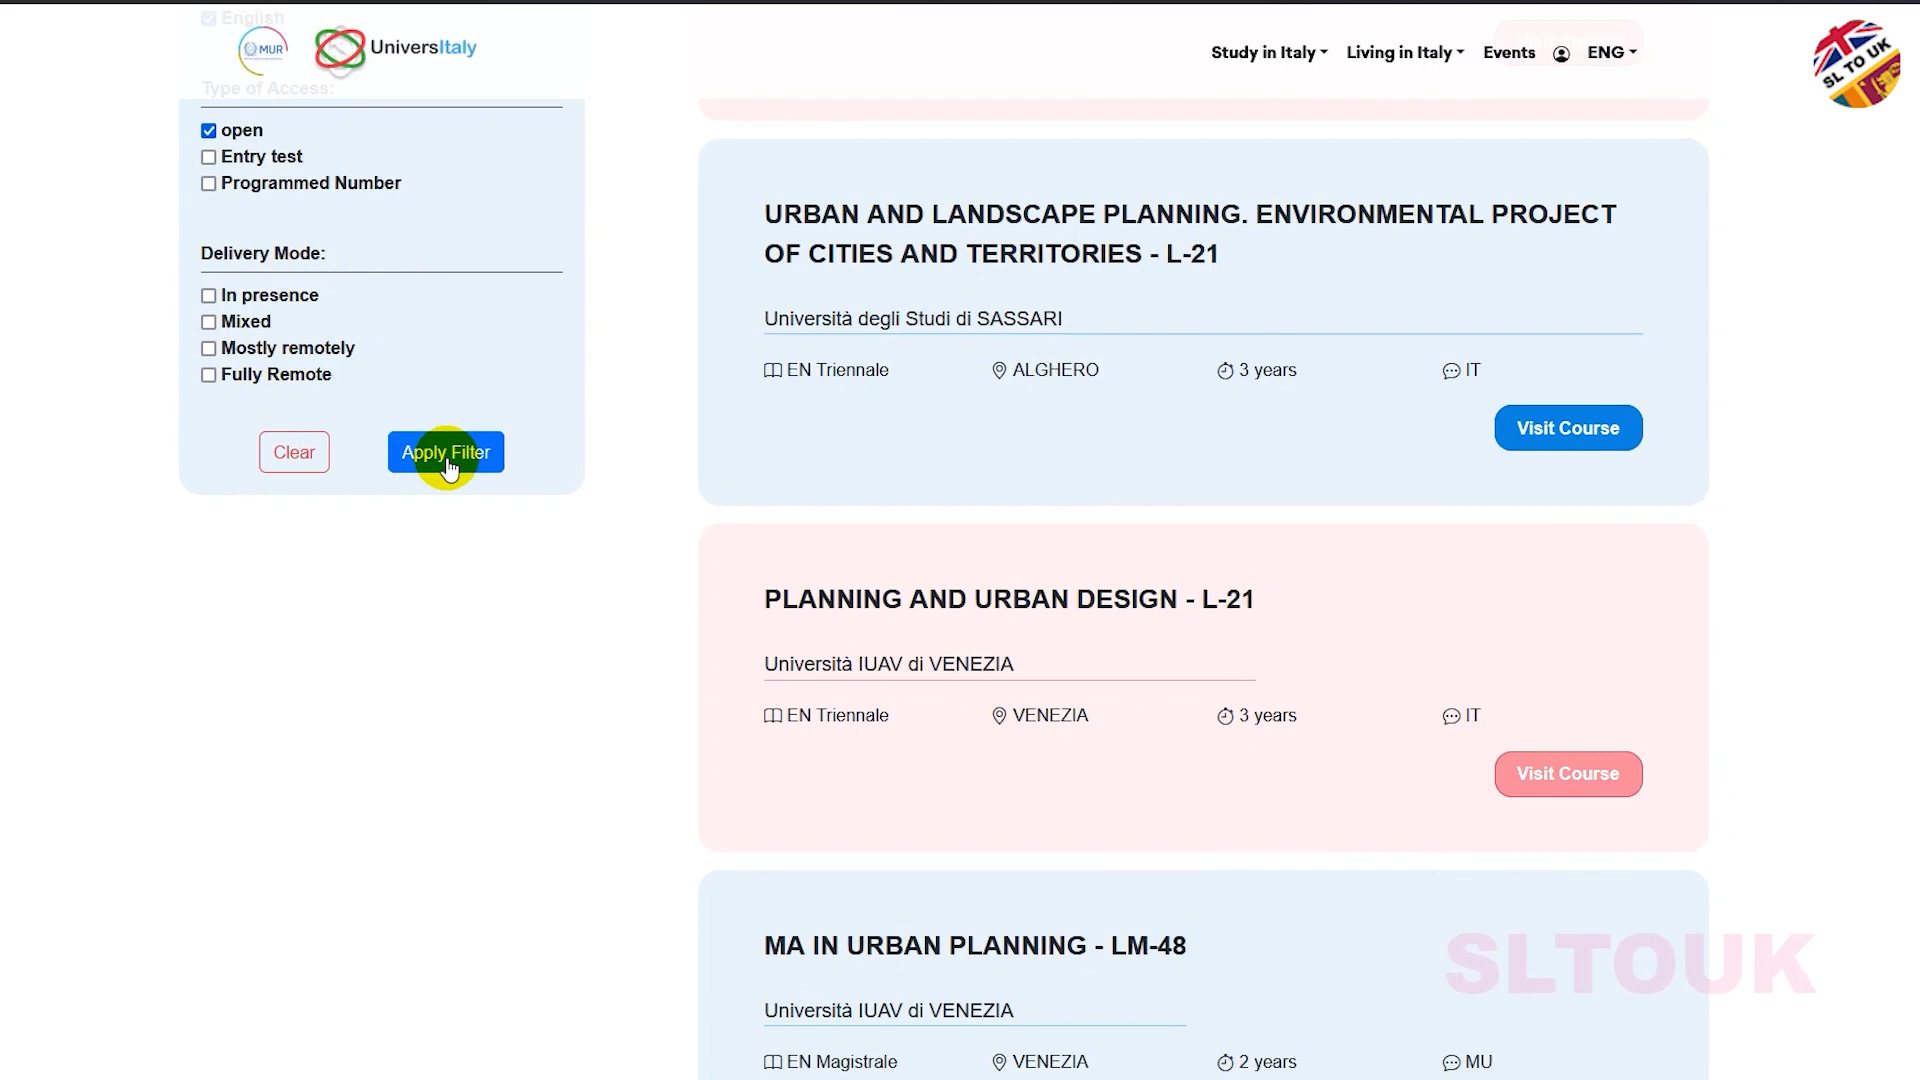 English
MUR
UniversItaly
Study in Italy
Living in Italy
Events
ENG
SL TO UK
Type of Access:
open
Entry test
Programmed Number
Delivery Mode:
In presence
Mixed
Mostly remotely
Fully Remote
Clear
Apply Filter
URBAN AND LANDSCAPE PLANNING. ENVIRONMENTAL PROJECT
OF CITIES AND TERRITORIES - L-21
Università degli Studi di SASSARI
EN Triennale
ALGHERO
3 years
IT
Visit Course
PLANNING AND URBAN DESIGN - L-21
Università IUAV di VENEZIA
EN Triennale
VENEZIA
3 years
IT
Visit Course
MA IN URBAN PLANNING - LM-48
Università IUAV di VENEZIA
EN Magistrale
VENEZIA
2 years
MU
SLTOUK